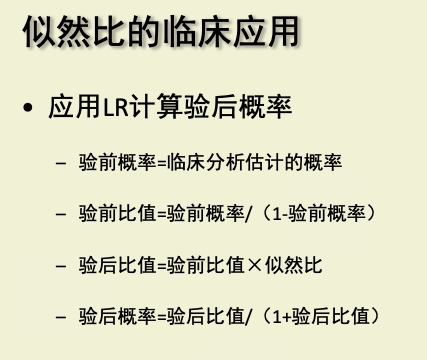 似然比的临床应用
• 应用LR计算验后概率
– 验前概率=临床分析估计的概率
– 验前比值=验前概率/（1-验前概率）
– 验后比值=验前比值×似然比
– 验后概率=验后比值/（1+验后比值）